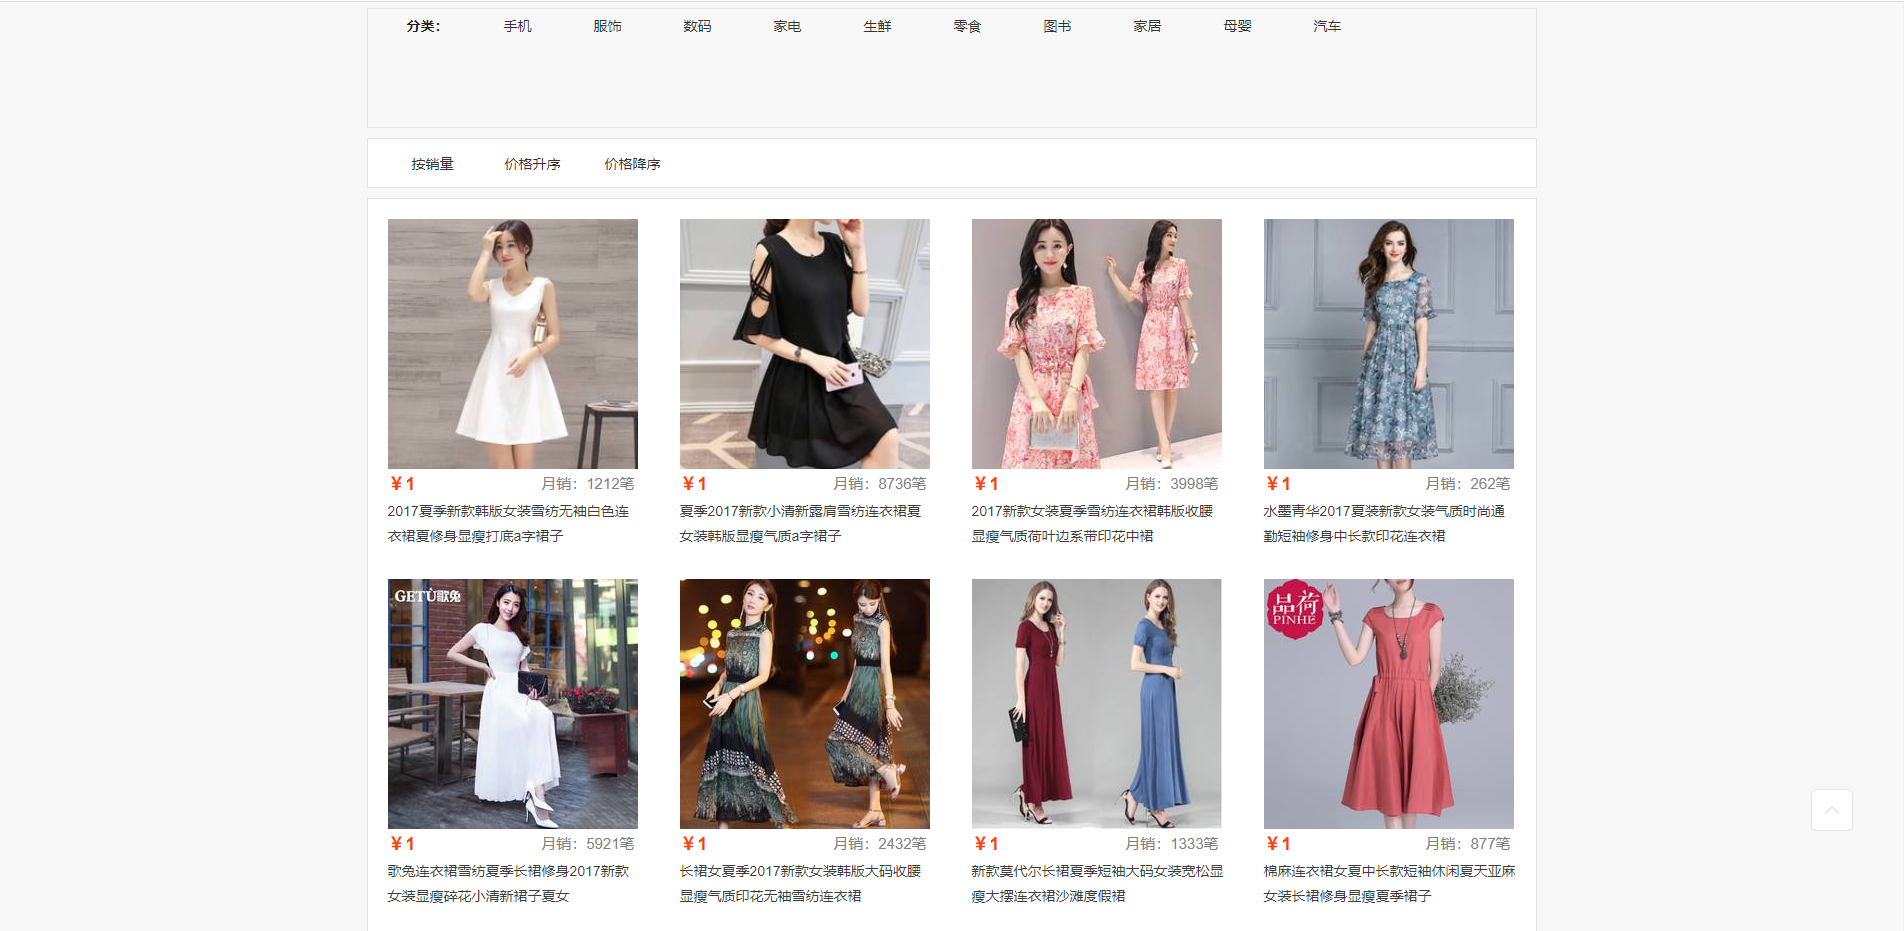 分类： 手机 服饰 数码 家电 生鲜 零食 图书 家居 母婴 汽车
按销量 价格升序 价格降序
￥1 月销：1212笔
2017夏季新款韩版女装雪纺无袖白色连
衣裙夏修身显瘦打底a字裙子
￥1 月销：8736笔
夏季2017新款小清新露肩雪纺连衣裙夏
女装韩版显瘦气质a字裙子
￥1 月销：3998笔
2017新款女装夏季雪纺连衣裙韩版收腰
显瘦气质荷叶边系带印花中裙
￥1 月销：262笔
水墨青华2017夏装新款女装气质时尚通
勤短袖修身中长款印花连衣裙
GETÙ歌兔
￥1 月销：5921笔
歌兔连衣裙雪纺夏季长裙修身2017新款
女装显瘦碎花小清新裙子夏女
￥1 月销：2432笔
长裙女夏季2017新款女装韩版大码收腰
显瘦气质印花无袖雪纺连衣裙
￥1 月销：1333笔
新款莫代尔长裙夏季短袖大码女装宽松显
瘦大摆连衣裙沙滩度假裙
品荷
PINHE
￥1 月销：877笔
棉麻连衣裙女夏中长款短袖休闲夏天亚麻
女装长裙修身显瘦夏季裙子